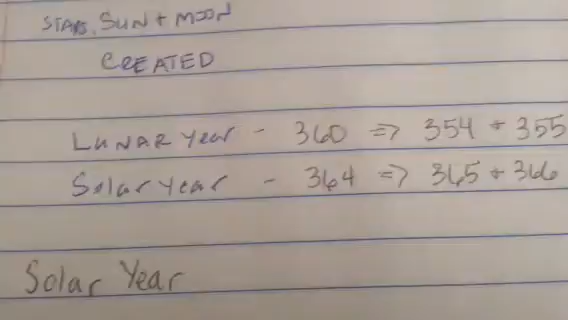 STARS, SUN + MOON
CREATED
LUNAR Year - 360 => 354 + 355
Solar year - 364 => 365 + 366
Solar Year